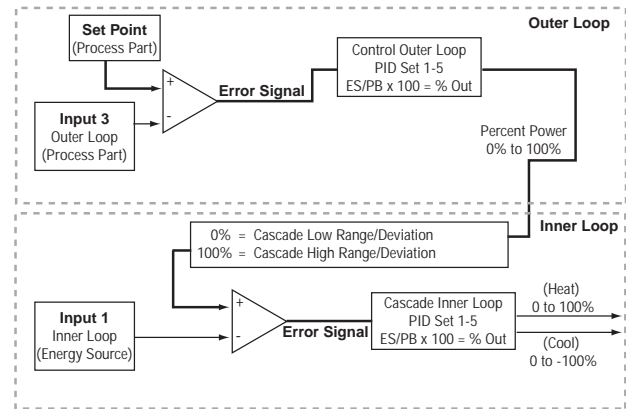 Outer Loop
Set Point
(Process Part)
+
-
Error Signal
Control Outer Loop
PID Set 1-5
ES/PB x 100 = % Out
Input 3
Outer Loop
(Process Part)
Percent Power
0% to 100%
Inner Loop
0% = Cascade Low Range/Deviation
100% = Cascade High Range/Deviation
Input 1
Inner Loop
(Energy Source)
+
-
Error Signal
Cascade Inner Loop
PID Set 1-5
ES/PB x 100 = % Out
(Heat)
0 to 100%
(Cool)
0 to -100%